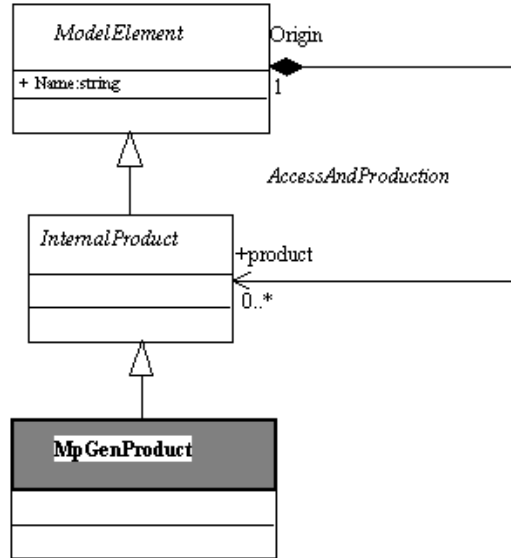 ModelElement
Origin
+ Name:string
1
AccessAndProduction
InternalProduct
+product
0..*
MpGenProduct